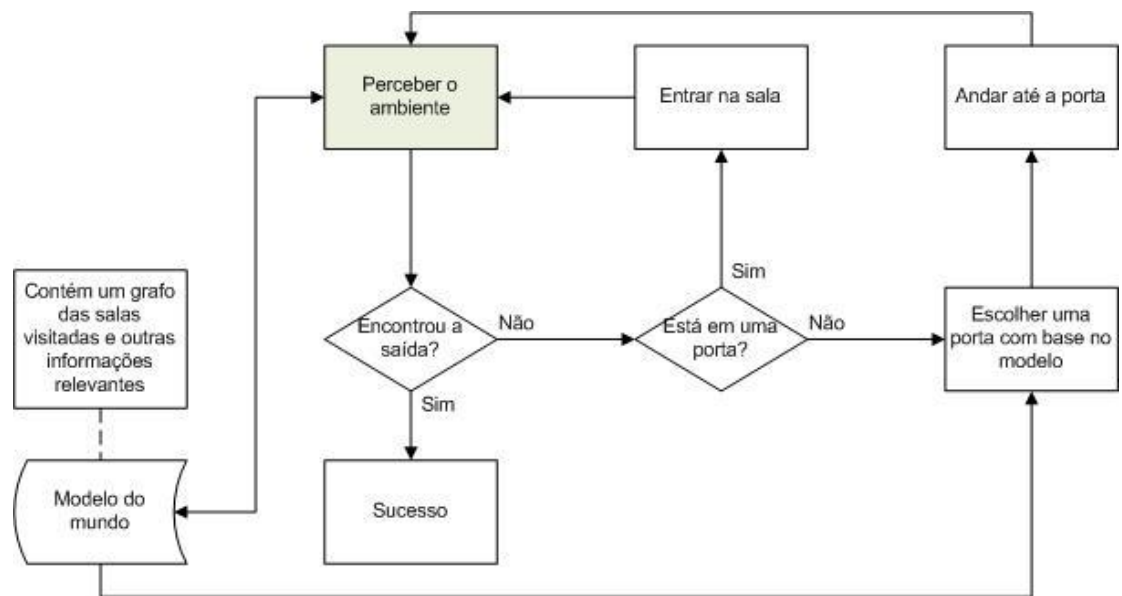 Perceber o
ambiente
Entrar na sala
Andar até a porta
Contém um grafo
das salas
visitadas e outras
informações
relevantes
Encontrou a
saída?
Não
Sim
Está em uma
porta?
Sim
Não
Escolher uma
porta com base no
modelo
Modelo do
mundo
Sucesso